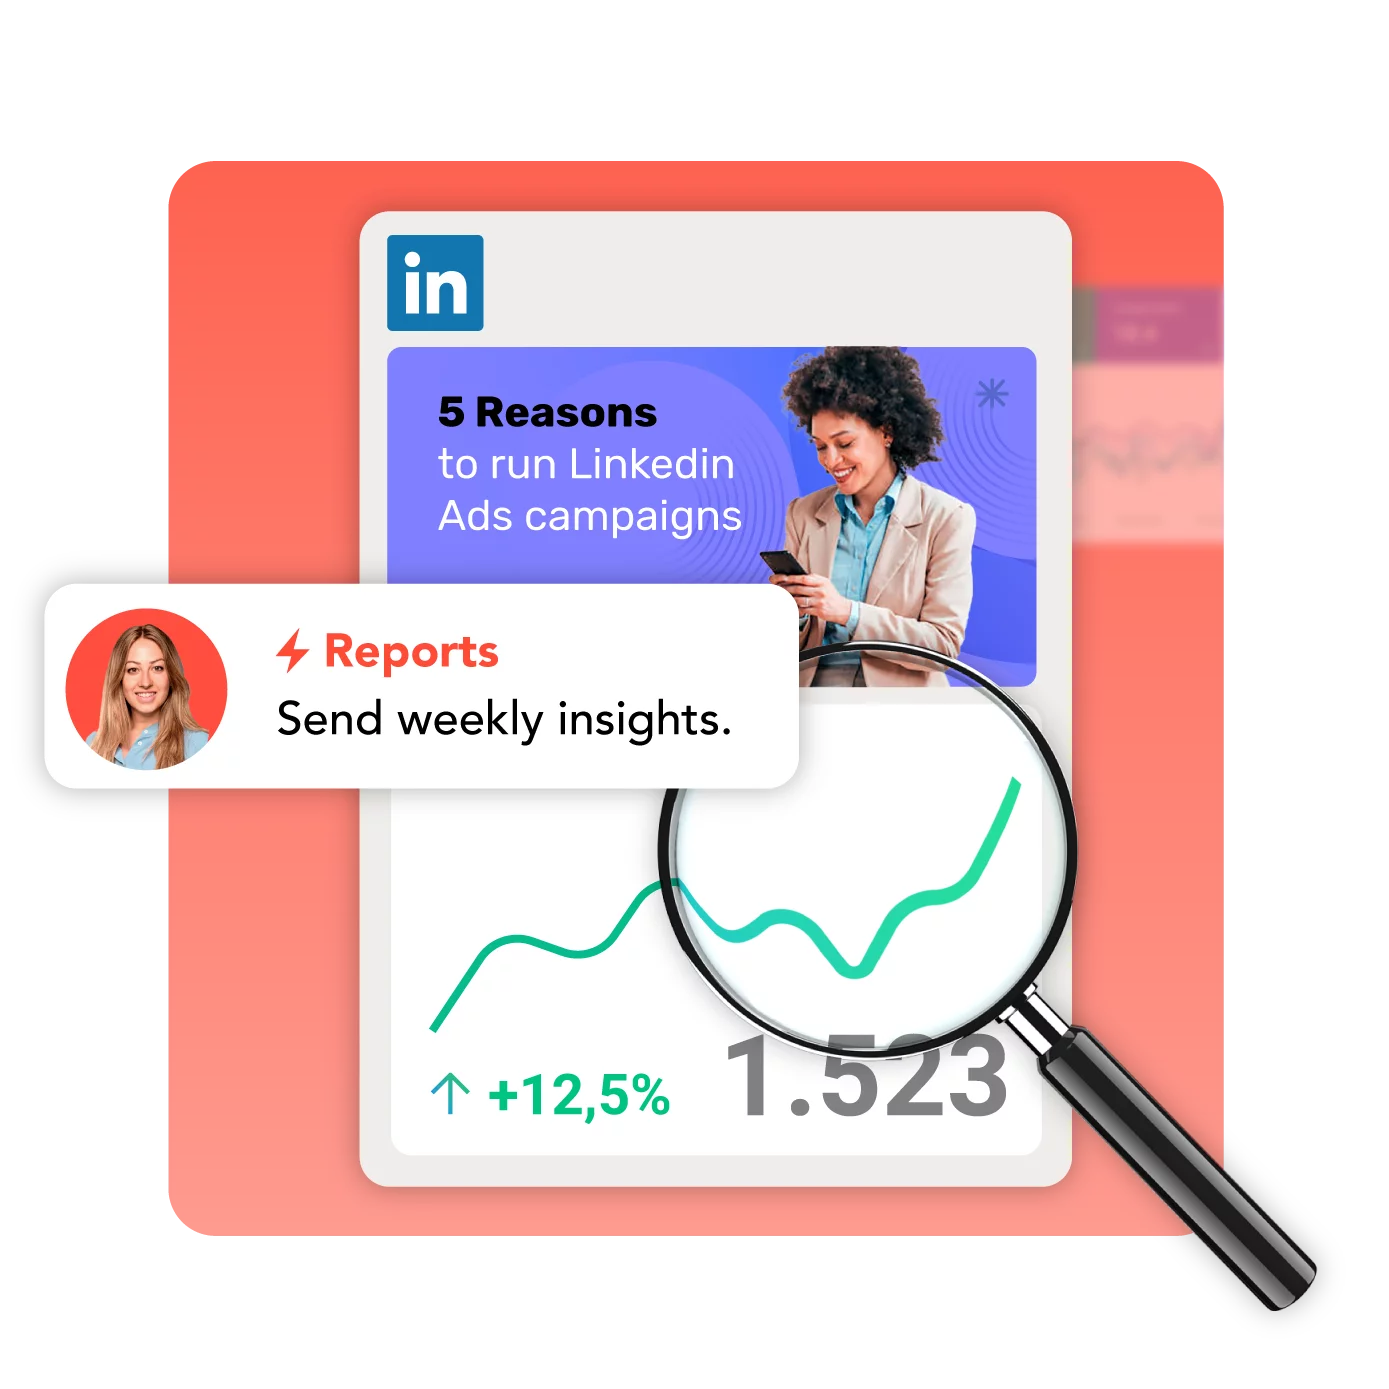 in
5 Reasons
to run Linkedin
Ads campaigns
Reports
Send weekly insights.
+12,5%
1.523